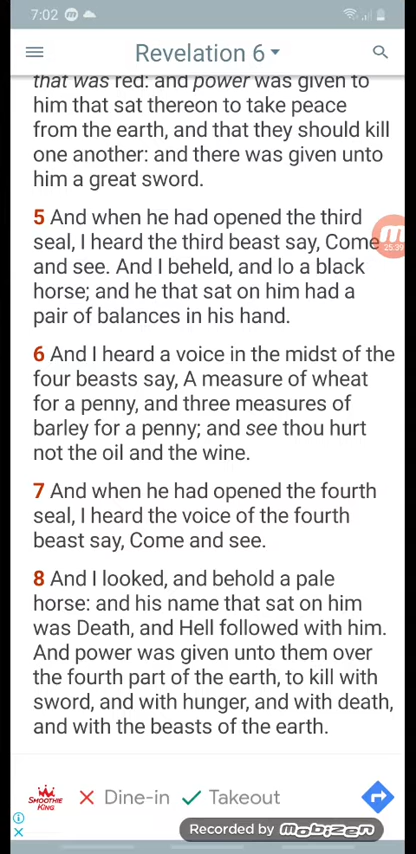 7:02
Revelation 6
that was red: and power was given to
him that sat thereon to take peace
from the earth, and that they should kill
one another: and there was given unto
him a great sword.
5 And when he had opened the third
seal, I heard the third beast say, Come
and see. And I beheld, and lo a black
horse; and he that sat on him had a
pair of balances in his hand.
25:39
6 And I heard a voice in the midst of the
four beasts say, A measure of wheat
for a penny, and three measures of
barley for a penny; and see thou hurt
not the oil and the wine.
7 And when he had opened the fourth
seal, I heard the voice of the fourth
beast say, Come and see.
8 And I looked, and behold a pale
horse: and his name that sat on him
was Death, and Hell followed with him.
And power was given unto them over
the fourth part of the earth, to kill with
sword, and with hunger, and with death,
and with the beasts of the earth.
SMOOTHIE
KING
Dine-in Takeout
Recorded by mobizen